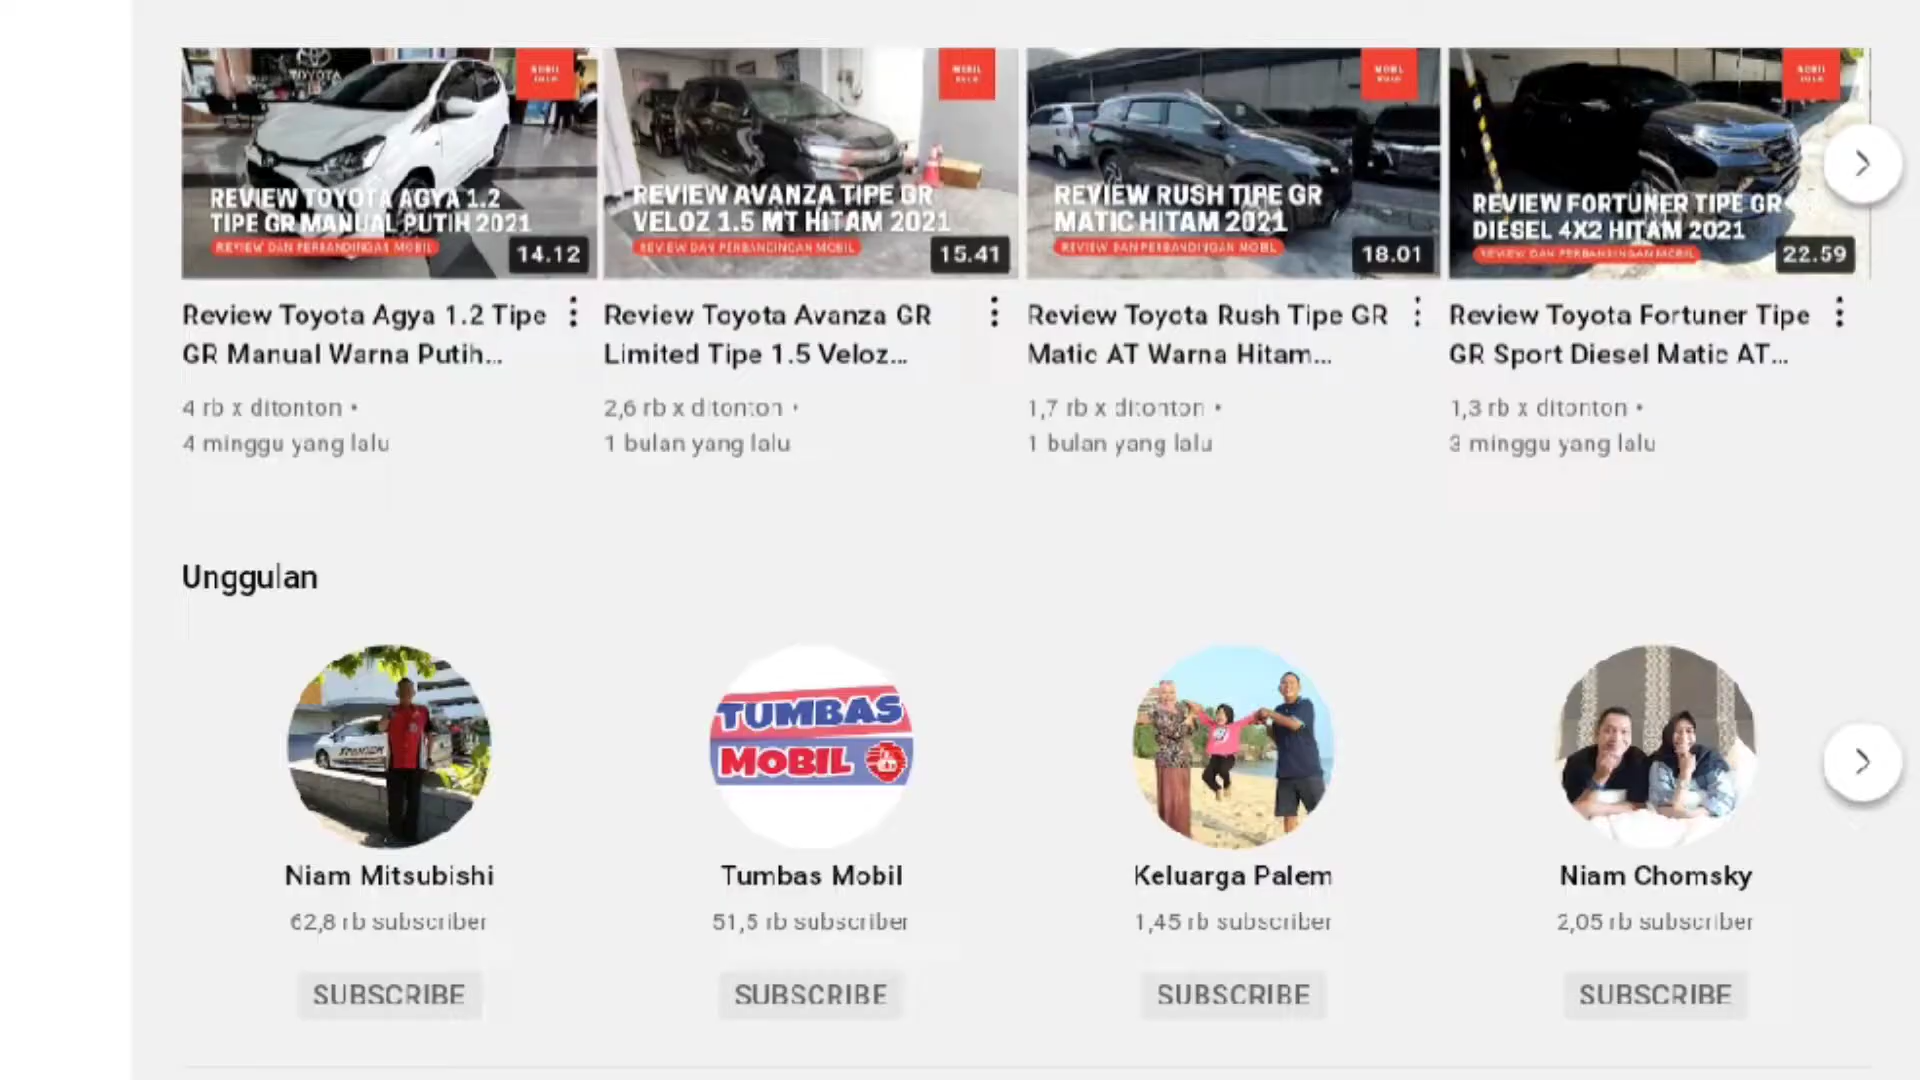 TOYOTA
MOBIL
REVIEW TOYOTA AGYA 1.2
TIPE GR MANUAL PUTIH 2021
REVIEW DAN PERBANDINGAN MOBIL
14.12
MOBIL
REVIEW AVANZA TIPE GR
VELOZ 1.5 MT HITAM 2021
REVIEW DAN PERBANDINGAN MOBIL
15.41
MOBIL
REVIEW RUSH TIPE GR
MATIC HITAM 2021
REVIEW DAN PERBANDINGAN MOBIL
18.01
MOBIL
REVIEW FORTUNER TIPE GR
DIESEL 4X2 HITAM 2021
REVIEW DAN PERBANDINGAN MOBIL
22.59
Review Toyota Agya 1.2 Tipe
GR Manual Warna Putih...
4 rb x ditonton •
4 minggu yang lalu
Review Toyota Avanza GR
Limited Tipe 1.5 Veloz...
2,6 rb x ditonton •
1 bulan yang lalu
Review Toyota Rush Tipe GR
Matic AT Warna Hitam...
1,7 rb x ditonton •
1 bulan yang lalu
Review Toyota Fortuner Tipe
GR Sport Diesel Matic AT...
1,3 rb x ditonton •
3 minggu yang lalu
Unggulan
TUMBAS
MOBIL
Niam Mitsubishi
62,8 rb subscriber
SUBSCRIBE
Tumbas Mobil
51,5 rb subscriber
SUBSCRIBE
Keluarga Palem
1,45 rb subscriber
SUBSCRIBE
Niam Chomsky
2,05 rb subscriber
SUBSCRIBE